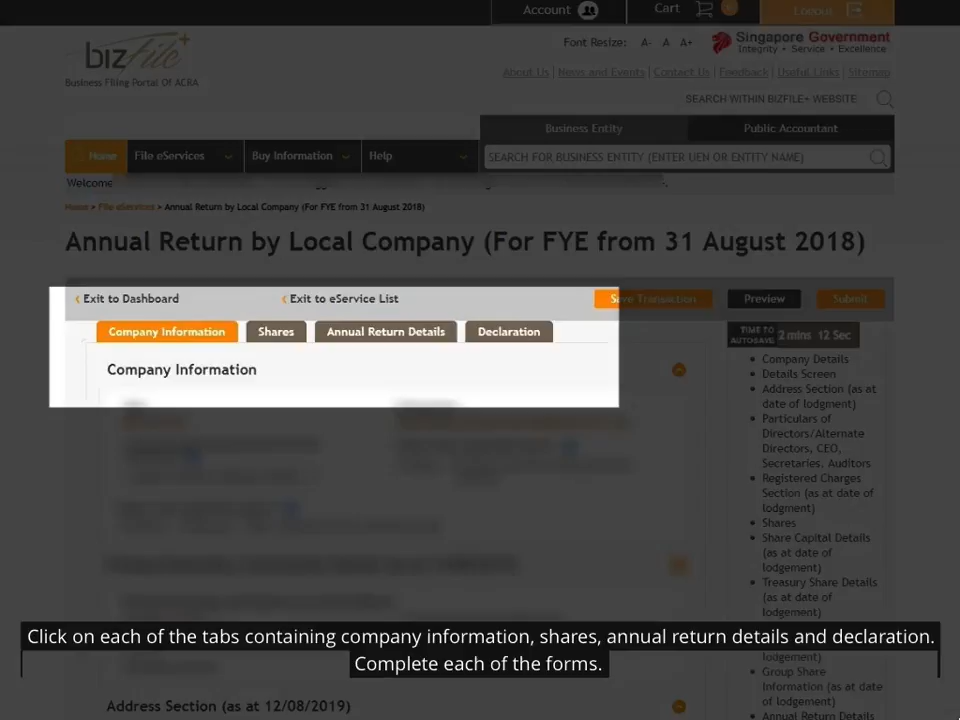 Account
Cart
Logout
bizfile+
Business Filing Portal Of ACRA
Font Resize: A- A A+
Singapore Government
Integrity • Service • Excellence
About Us | News and Events | Contact Us | Feedback | Useful Links | Sitemap
SEARCH WITHIN BIZFILE+ WEBSITE
Business Entity
Public Accountant
Home
File eServices
Buy Information
Help
SEARCH FOR BUSINESS ENTITY (ENTER UEN OR ENTITY NAME)
Welcome
Home > File eServices > Annual Return by Local Company (For FYE from 31 August 2018)
Annual Return by Local Company (For FYE from 31 August 2018)
Exit to Dashboard
Exit to eService List
Save Transaction
Preview
Submit
Company Information
Shares
Annual Return Details
Declaration
TIME TO
AUTOSAVE
2 mins 12 Sec
Company Information
• Company Details
• Details Screen
• Address Section (as at
date of lodgment)
• Particulars of
Directors/Alternate
Directors, CEO,
Secretaries, Auditors
• Registered Charges
Section (as at date of
lodgment)
• Shares
• Share Capital Details
(as at date of
lodgement)
• Treasury Share Details
(as at date of
lodgement)
lodgement)
• Group Share
Information (as at date
of lodgement)
• Annual Return Details
Click on each of the tabs containing company information, shares, annual return details and declaration.
Complete each of the forms.
Address Section (as at 12/08/2019)